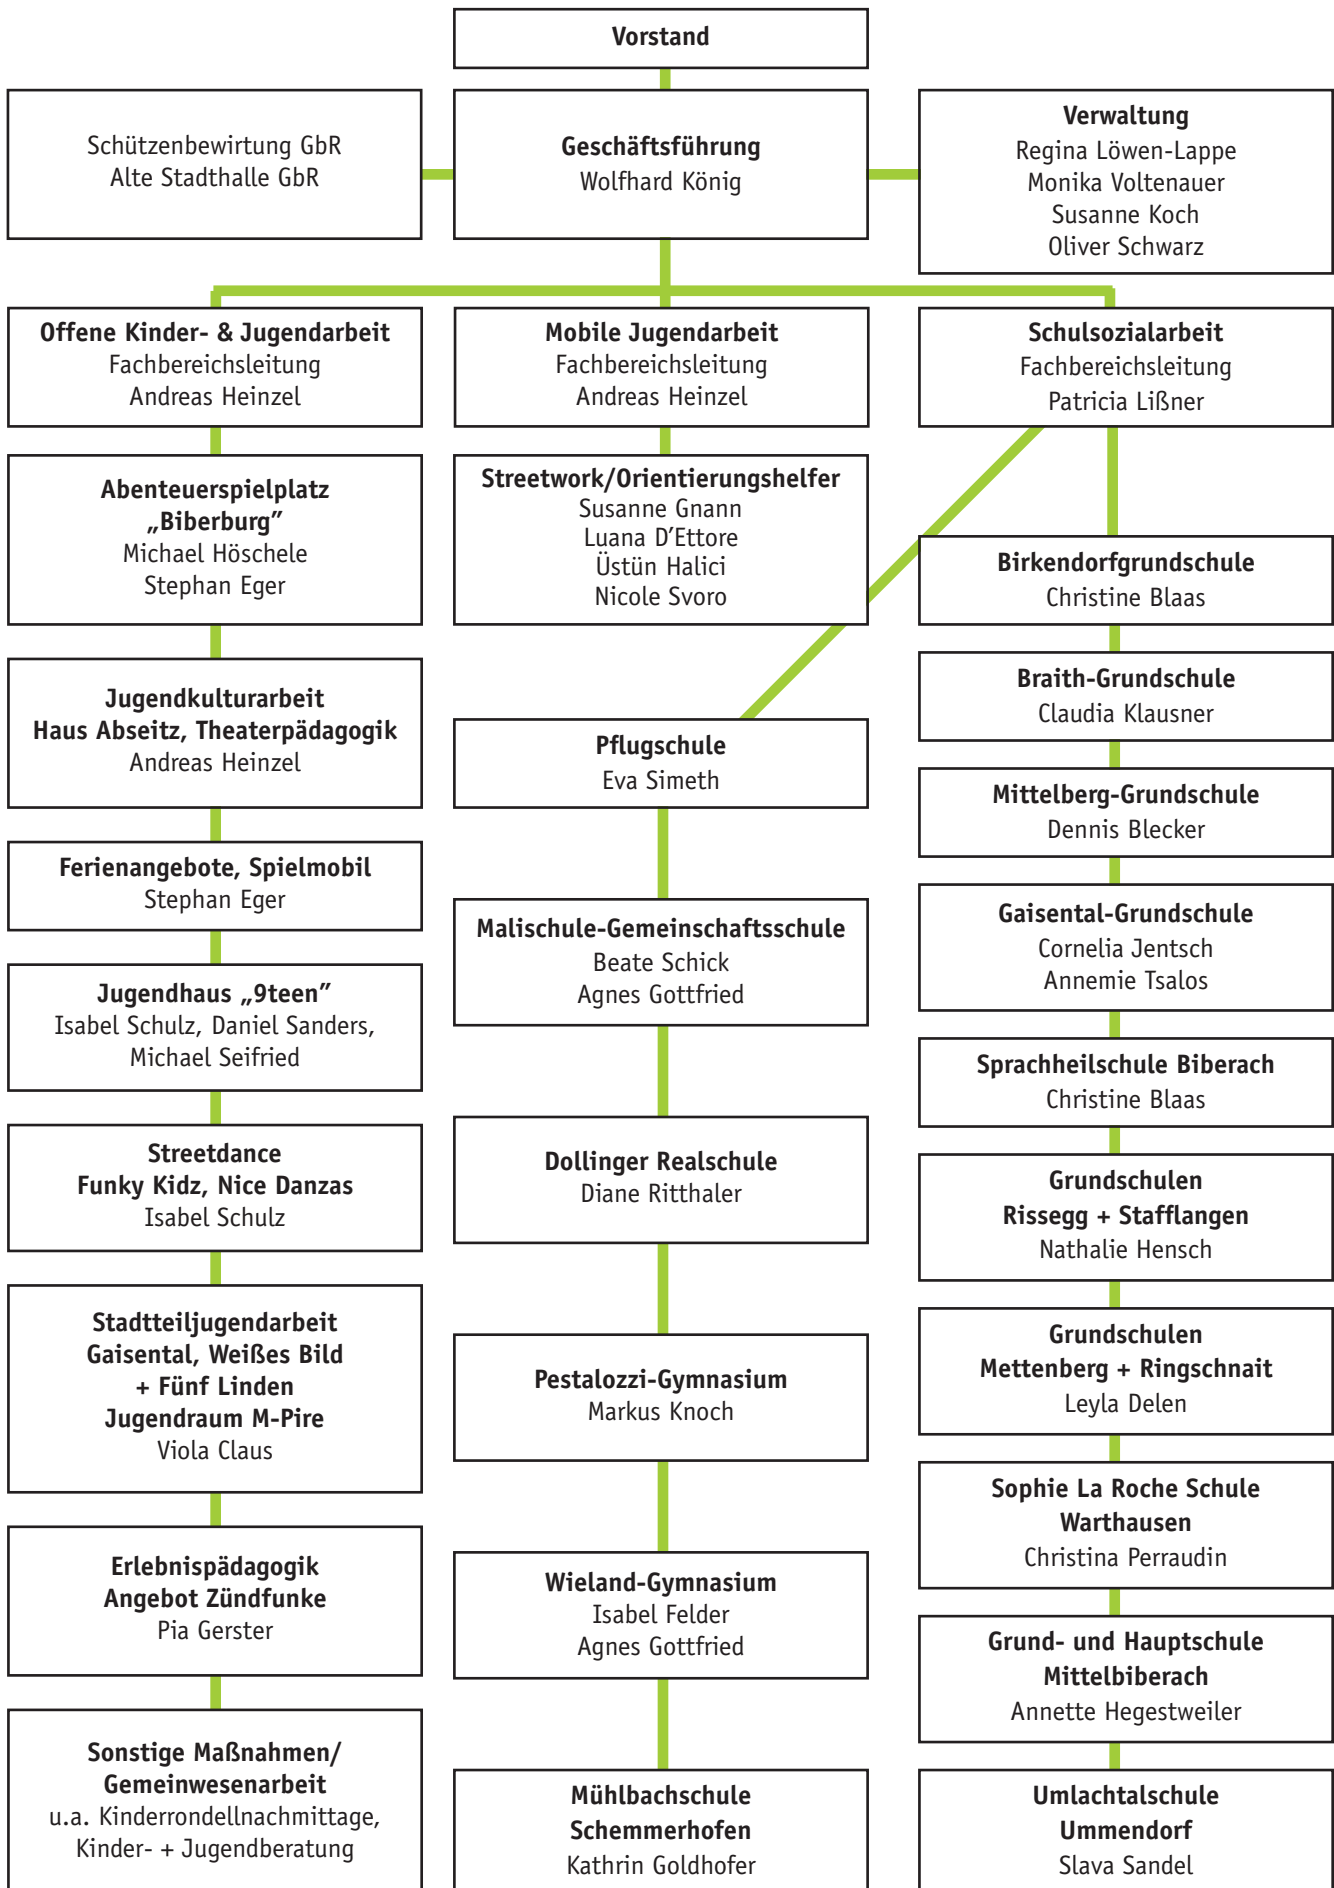 Vorstand
Schützenbewirtung GbR
Alte Stadthalle GbR
Geschäftsführung
Wolfhard König
Verwaltung
Regina Löwen-Lappe
Monika Voltenauer
Susanne Koch
Oliver Schwarz
Offene Kinder- & Jugendarbeit
Fachbereichsleitung
Andreas Heinzel
Mobile Jugendarbeit
Fachbereichsleitung
Andreas Heinzel
Schulsozialarbeit
Fachbereichsleitung
Patricia Lißner
Abenteuerspielplatz
„Biberburg”
Michael Höschele
Stephan Eger
Jugendkulturarbeit
Haus Abseitz, Theaterpädagogik
Andreas Heinzel
Ferienangebote, Spielmobil
Stephan Eger
Jugendhaus „9teen”
Isabel Schulz, Daniel Sanders,
Michael Seifried
Streetdance
Funky Kidz, Nice Danzas
Isabel Schulz
Stadtteiljugendarbeit
Gaisental, Weißes Bild
+ Fünf Linden
Jugendraum M-Pire
Viola Claus
Erlebnispädagogik
Angebot Zündfunke
Pia Gerster
Sonstige Maßnahmen/
Gemeinwesenarbeit
u.a. Kinderrondellnachmittage,
Kinder- + Jugendberatung
Streetwork/Orientierungshelfer
Susanne Gnann
Luana D’Ettore
Üstün Halici
Nicole Svoro
Pflugschule
Eva Simeth
Malischule-Gemeinschaftsschule
Beate Schick
Agnes Gottfried
Dollinger Realschule
Diane Ritthaler
Pestalozzi-Gymnasium
Markus Knoch
Wieland-Gymnasium
Isabel Felder
Agnes Gottfried
Mühlbachschule
Schemmerhofen
Kathrin Goldhofer
Birkendorfgrundschule
Christine Blaas
Braith-Grundschule
Claudia Klausner
Mittelberg-Grundschule
Dennis Blecker
Gaisental-Grundschule
Cornelia Jentsch
Annemie Tsalos
Sprachheilschule Biberach
Christine Blaas
Grundschulen
Rissegg + Stafflangen
Nathalie Hensch
Grundschulen
Mettenberg + Ringschnait
Leyla Delen
Sophie La Roche Schule
Warthausen
Christina Perraudin
Grund- und Hauptschule
Mittelbiberach
Annette Hegestweiler
Umlachtalschule
Ummendorf
Slava Sandel